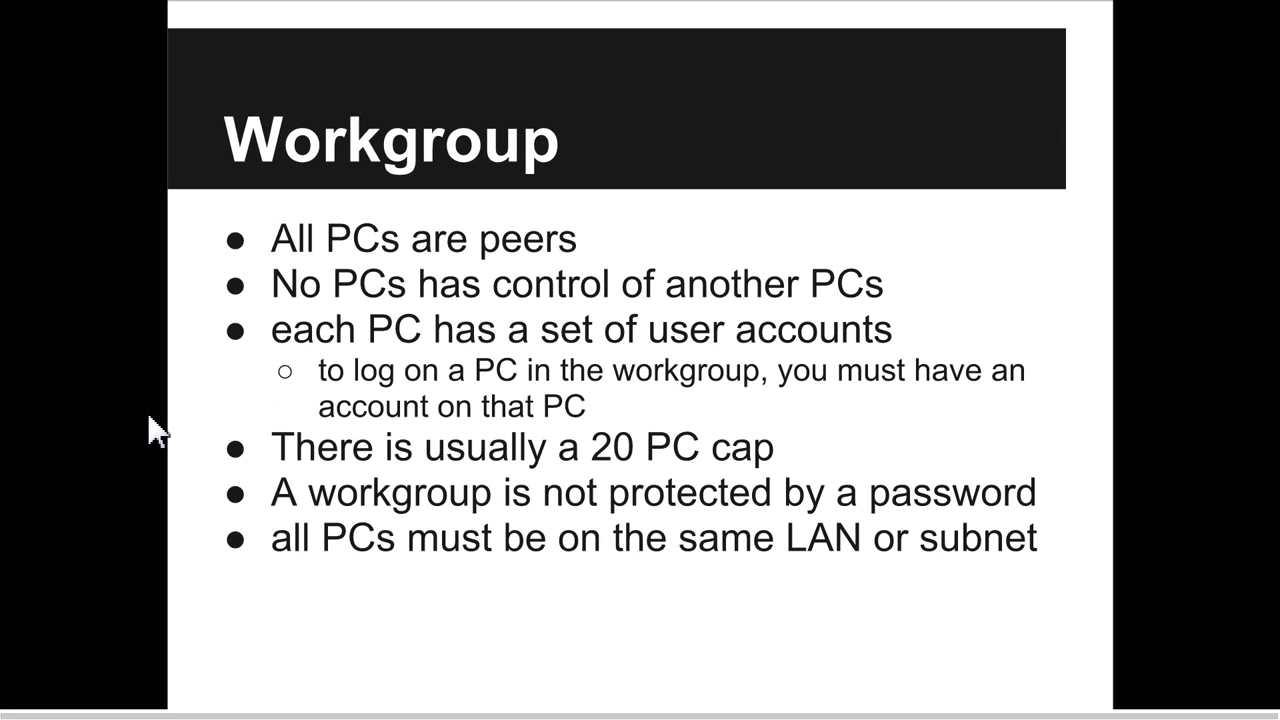 Workgroup
● All PCs are peers
● No PCs has control of another PCs
● each PC has a set of user accounts
○ to log on a PC in the workgroup, you must have an
account on that PC
● There is usually a 20 PC cap
● A workgroup is not protected by a password
● all PCs must be on the same LAN or subnet